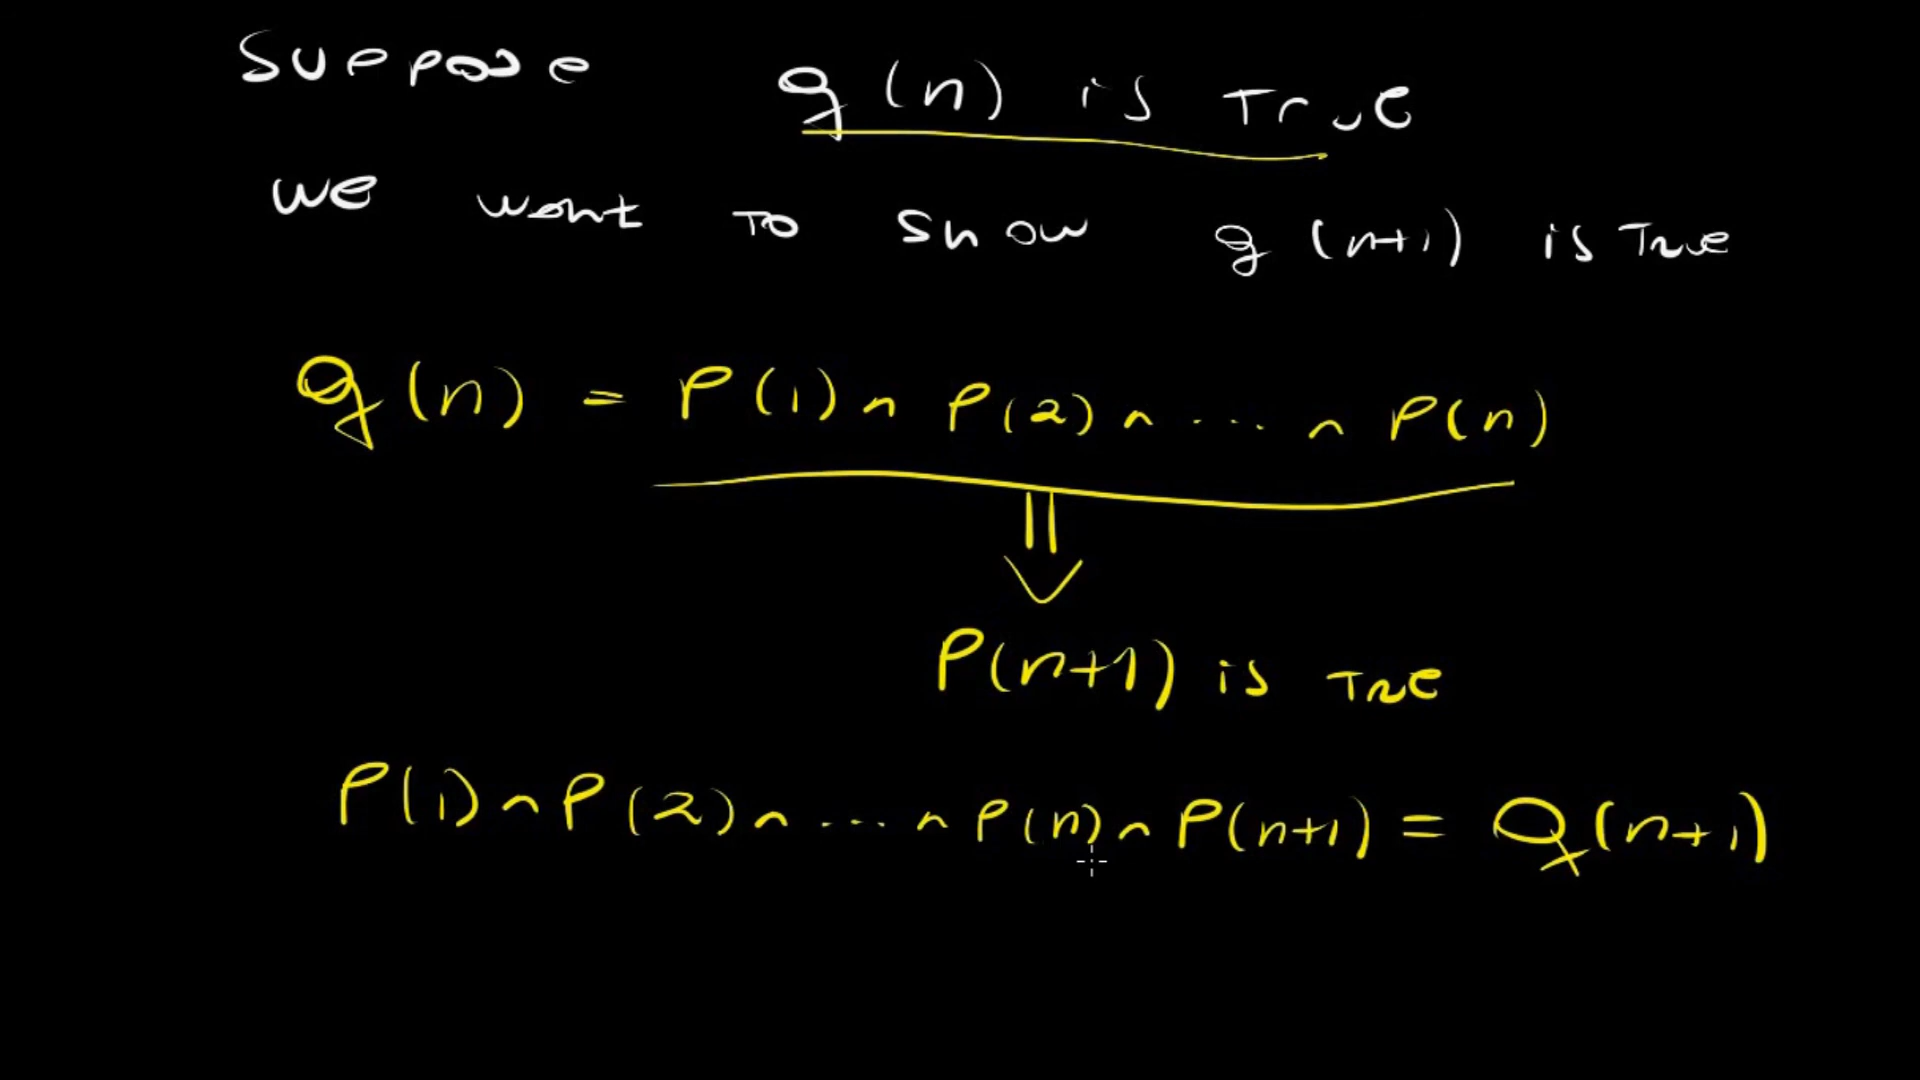 Suppose Q(n) is True
we want to show Q(n+1) is True
Q(n) = P(1) ∧ P(2) ∧ ... ∧ P(n)
⇓
P(n+1) is True
P(1) ∧ P(2) ∧ ... ∧ P(n) ∧ P(n+1) = Q(n+1)